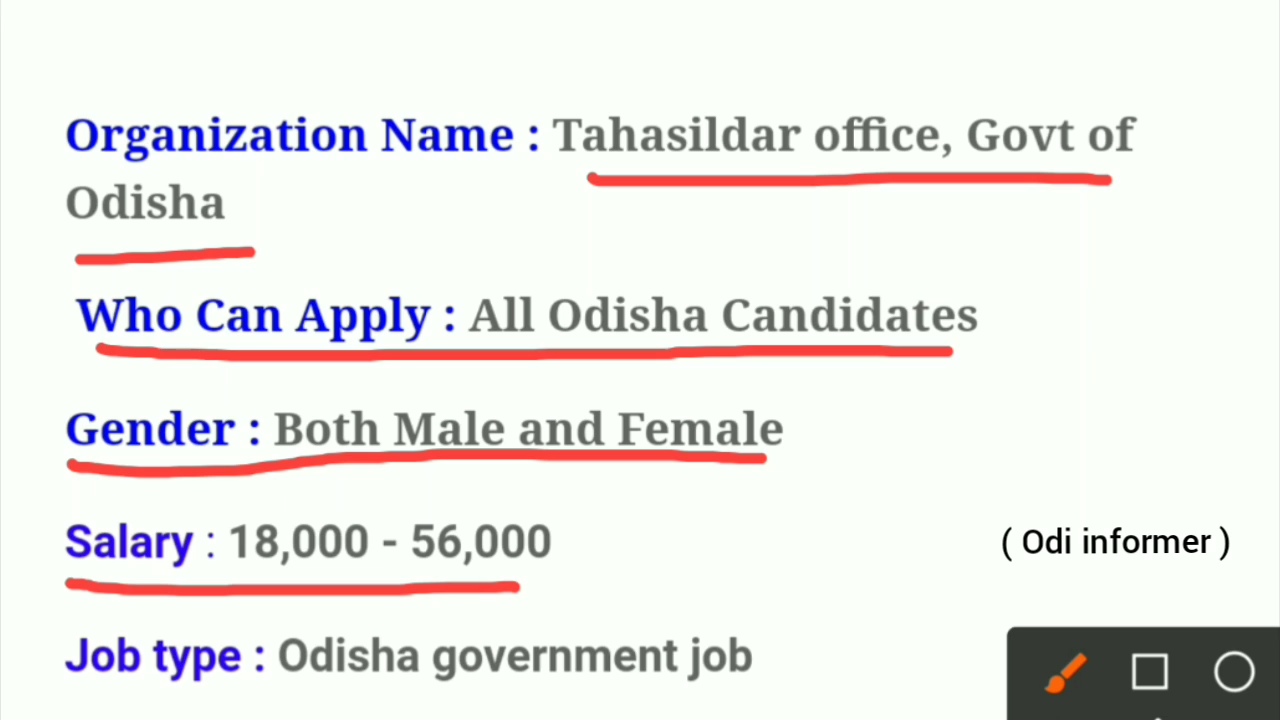 Organization Name : Tahasildar office, Govt of
Odisha
Who Can Apply : All Odisha Candidates
Gender : Both Male and Female
Salary : 18,000 - 56,000
( Odi informer )
Job type : Odisha government job